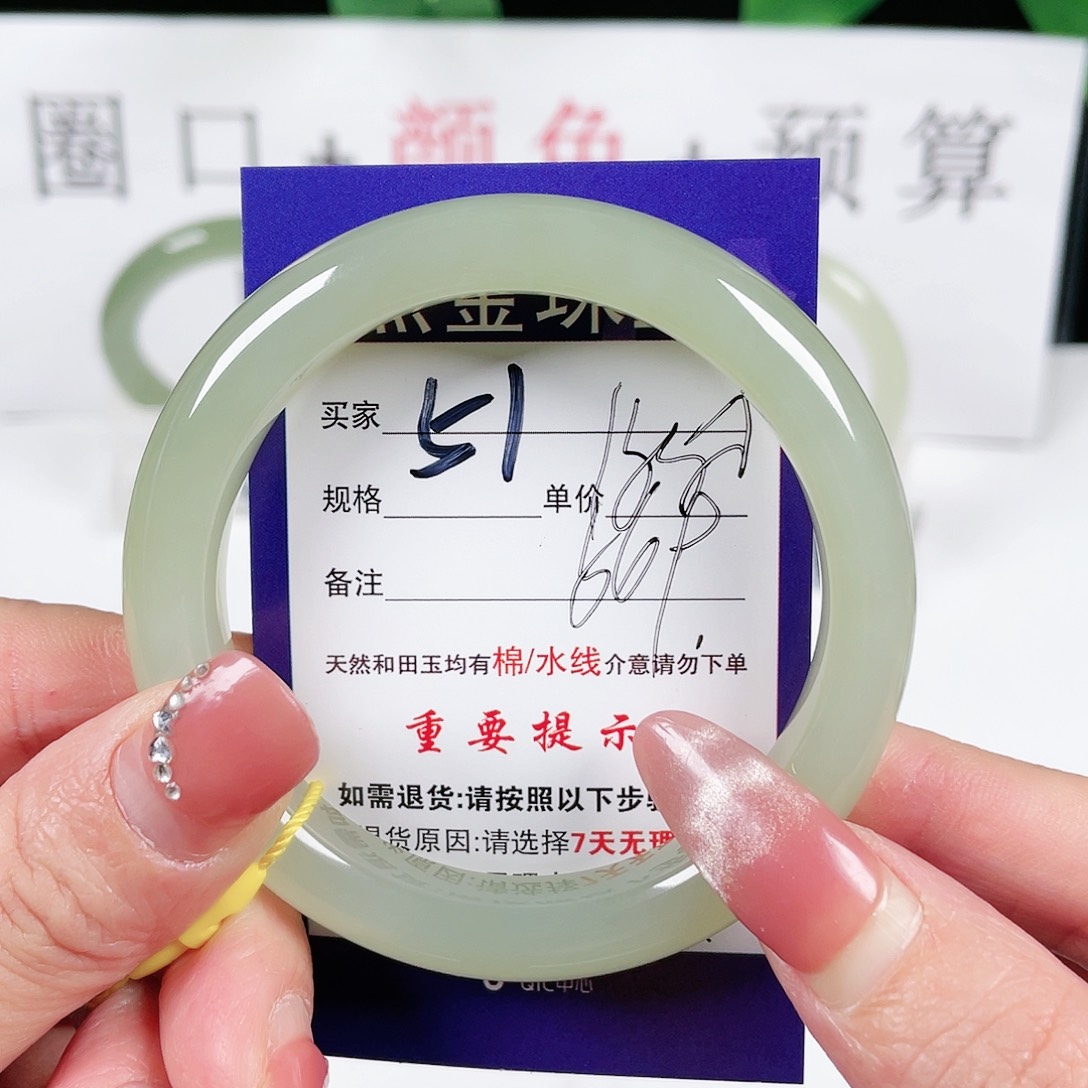 圈口+颜色+预算
金珠
买家 51
规格 单价
备注
天然和田玉均有棉/水线介意请勿下单
重要提示
如需退货:请按照以下步
退货原因:请选择7天无理